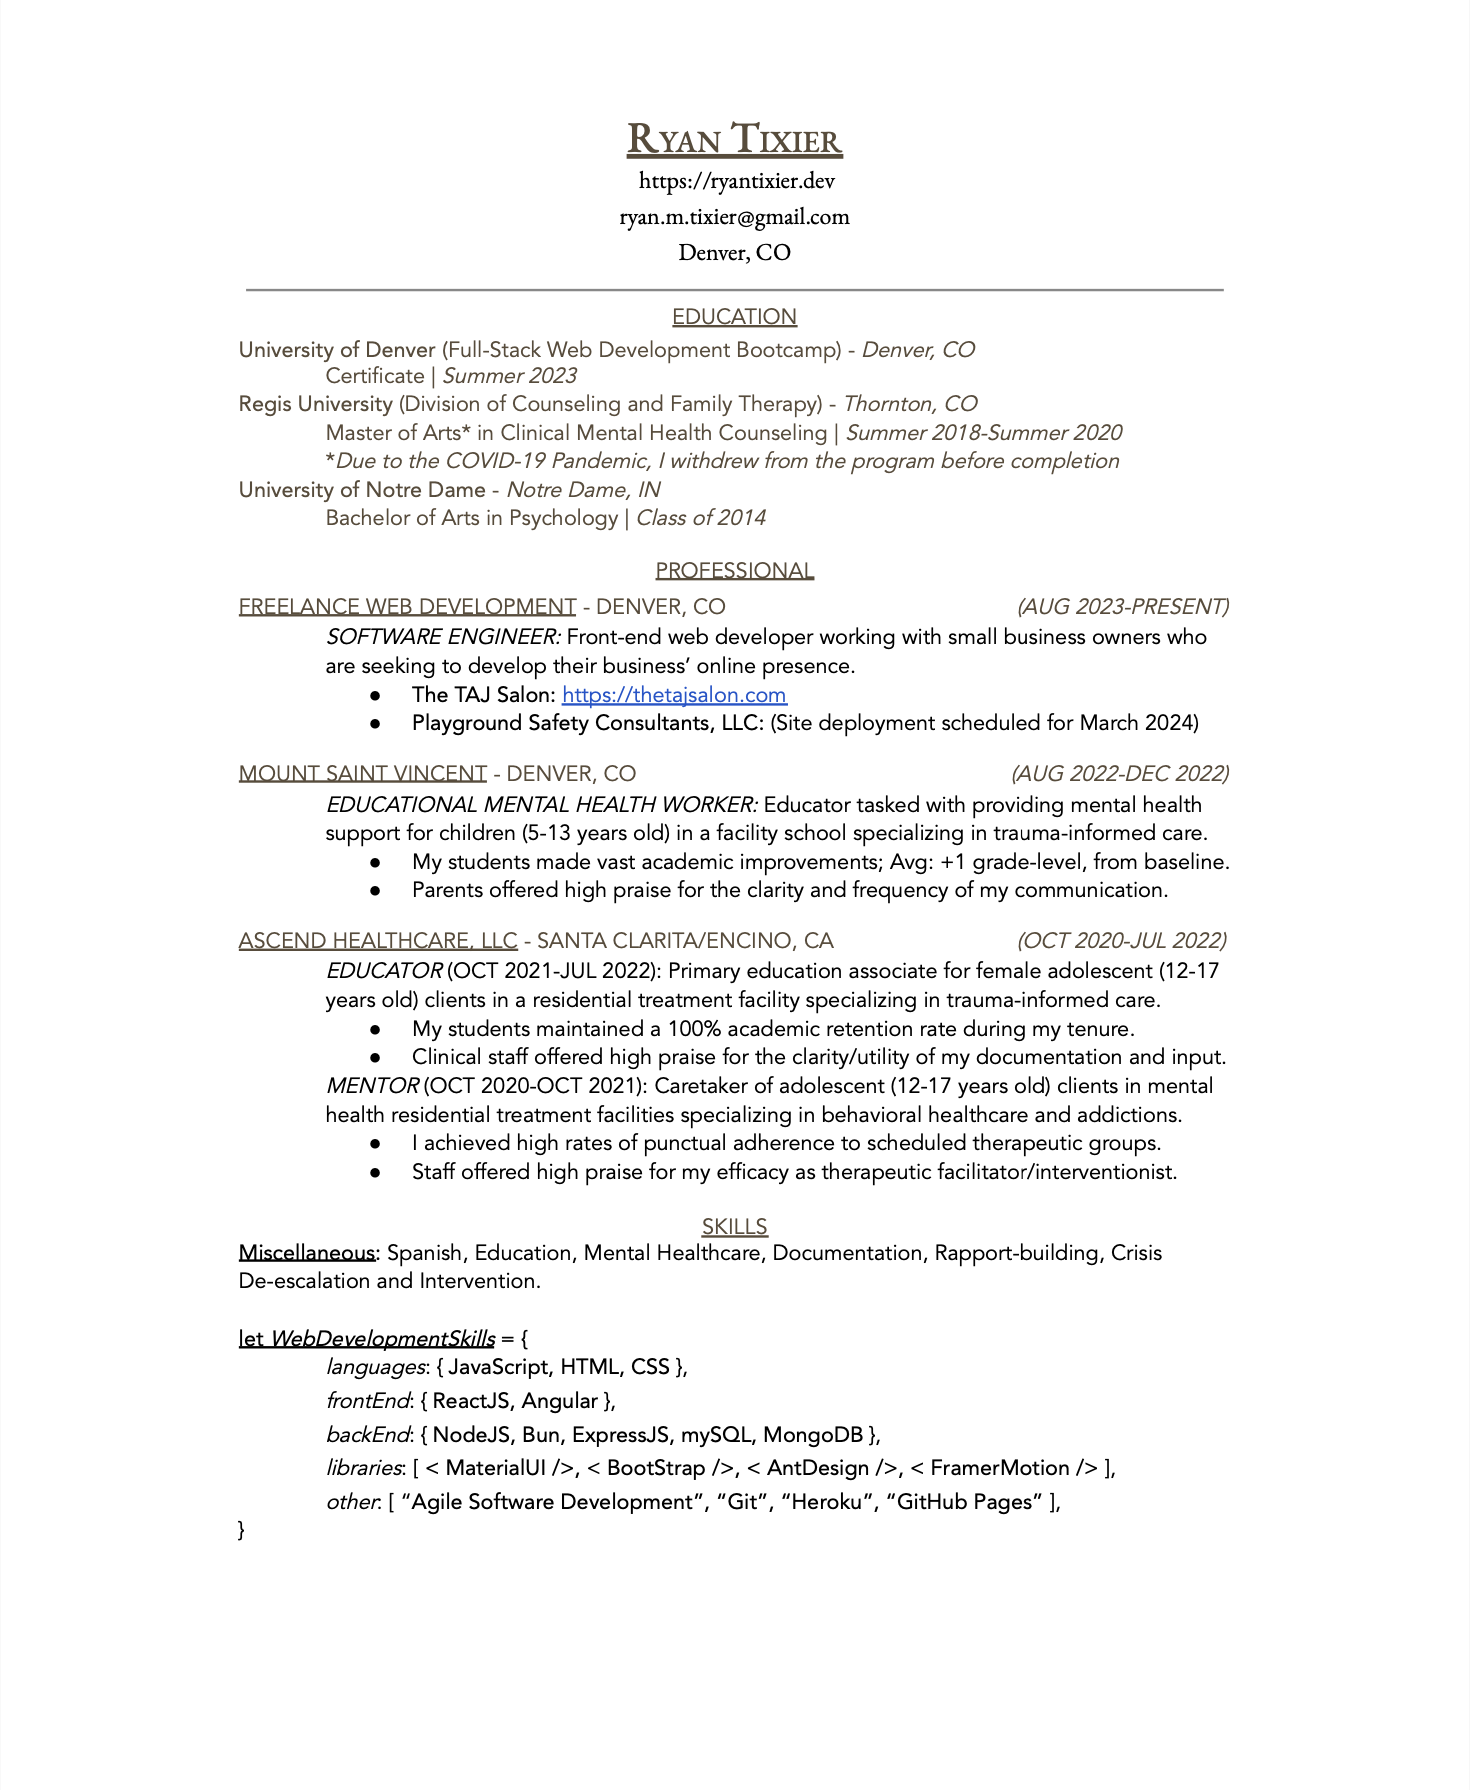 RYAN TIXIER
https://ryantixier.dev
ryan.m.tixier@gmail.com
Denver, CO
EDUCATION
University of Denver (Full-Stack Web Development Bootcamp) - Denver, CO
Certificate | Summer 2023
Regis University (Division of Counseling and Family Therapy) - Thornton, CO
Master of Arts* in Clinical Mental Health Counseling | Summer 2018-Summer 2020
*Due to the COVID-19 Pandemic, I withdrew from the program before completion
University of Notre Dame - Notre Dame, IN
Bachelor of Arts in Psychology | Class of 2014
PROFESSIONAL
FREELANCE WEB DEVELOPMENT - DENVER, CO (AUG 2023-PRESENT)
SOFTWARE ENGINEER: Front-end web developer working with small business owners who
are seeking to develop their business’ online presence.
● The TAJ Salon: https://thetajsalon.com
● Playground Safety Consultants, LLC: (Site deployment scheduled for March 2024)
MOUNT SAINT VINCENT - DENVER, CO (AUG 2022-DEC 2022)
EDUCATIONAL MENTAL HEALTH WORKER: Educator tasked with providing mental health
support for children (5-13 years old) in a facility school specializing in trauma-informed care.
● My students made vast academic improvements; Avg: +1 grade-level, from baseline.
● Parents offered high praise for the clarity and frequency of my communication.
ASCEND HEALTHCARE, LLC - SANTA CLARITA/ENCINO, CA (OCT 2020-JUL 2022)
EDUCATOR (OCT 2021-JUL 2022): Primary education associate for female adolescent (12-17
years old) clients in a residential treatment facility specializing in trauma-informed care.
● My students maintained a 100% academic retention rate during my tenure.
● Clinical staff offered high praise for the clarity/utility of my documentation and input.
MENTOR (OCT 2020-OCT 2021): Caretaker of adolescent (12-17 years old) clients in mental
health residential treatment facilities specializing in behavioral healthcare and addictions.
● I achieved high rates of punctual adherence to scheduled therapeutic groups.
● Staff offered high praise for my efficacy as therapeutic facilitator/interventionist.
SKILLS
Miscellaneous: Spanish, Education, Mental Healthcare, Documentation, Rapport-building, Crisis
De-escalation and Intervention.
let WebDevelopmentSkills = {
languages: { JavaScript, HTML, CSS },
frontEnd: { ReactJS, Angular },
backEnd: { NodeJS, Bun, ExpressJS, mySQL, MongoDB },
libraries: [ < MaterialUI />, < BootStrap />, < AntDesign />, < FramerMotion /> ],
other: [ “Agile Software Development”, “Git”, “Heroku”, “GitHub Pages” ],
}